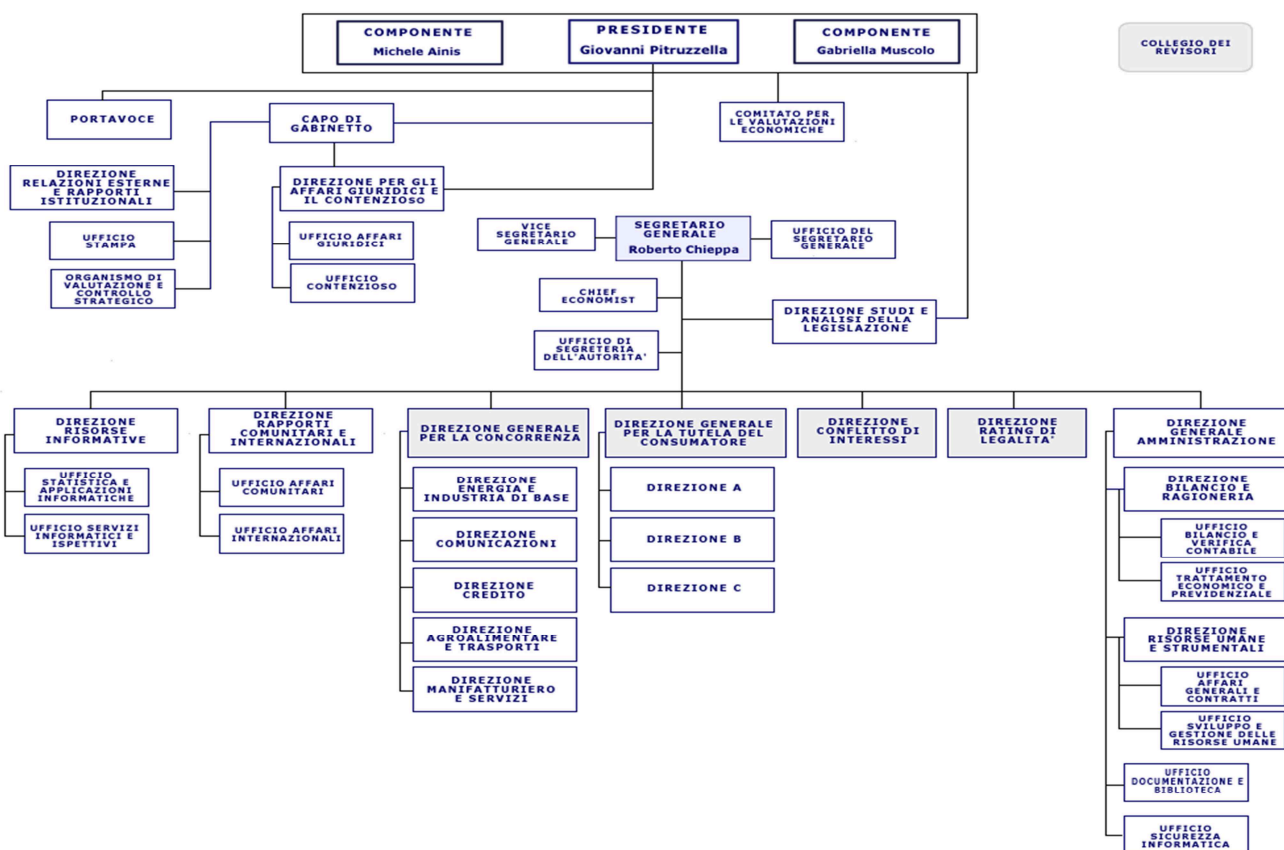 COMPONENTE
Michele Ainis
PRESIDENTE
Giovanni Pitruzzella
COMPONENTE
Gabriella Muscolo
COLLEGIO DEI
REVISORI
PORTAVOCE
CAPO DI
GABINETTO
COMITATO PER
LE VALUTAZIONI
ECONOMICHE
DIREZIONE
RELAZIONI ESTERNE
E RAPPORTI
ISTITUZIONALI
DIREZIONE PER GLI
AFFARI GIURIDICI E
IL CONTENZIOSO
UFFICIO
STAMPA
UFFICIO AFFARI
GIURIDICI
ORGANISMO DI
VALUTAZIONE E
CONTROLLO
STRATEGICO
UFFICIO
CONTENZIOSO
VICE
SEGRETARIO
GENERALE
SEGRETARIO
GENERALE
Roberto Chieppa
UFFICIO DEL
SEGRETARIO
GENERALE
CHIEF
ECONOMIST
DIREZIONE STUDI E
ANALISI DELLA
LEGISLAZIONE
UFFICIO DI
SEGRETERIA
DELL'AUTORITA'
DIREZIONE
RISORSE
INFORMATIVE
UFFICIO
STATISTICA E
APPLICAZIONI
INFORMATICHE
UFFICIO SERVIZI
INFORMATICI E
ISPETTIVI
DIREZIONE
RAPPORTI
COMUNITARI E
INTERNAZIONALI
UFFICIO AFFARI
COMUNITARI
UFFICIO AFFARI
INTERNAZIONALI
DIREZIONE GENERALE
PER LA CONCORRENZA
DIREZIONE
ENERGIA E
INDUSTRIA DI BASE
DIREZIONE
COMUNICAZIONI
DIREZIONE
CREDITO
DIREZIONE
AGROALIMENTARE
E TRASPORTI
DIREZIONE
MANIFATTURIERO
E SERVIZI
DIREZIONE GENERALE
PER LA TUTELA DEL
CONSUMATORE
DIREZIONE A
DIREZIONE B
DIREZIONE C
DIREZIONE
CONFLITTO DI
INTERESSI
DIREZIONE
RATING DI
LEGALITA'
DIREZIONE
GENERALE
AMMINISTRAZIONE
DIREZIONE
BILANCIO E
RAGIONERIA
UFFICIO
BILANCIO E
VERIFICA
CONTABILE
UFFICIO
TRATTAMENTO
ECONOMICO E
PREVIDENZIALE
DIREZIONE
RISORSE UMANE
E STRUMENTALI
UFFICIO
AFFARI
GENERALI E
CONTRATTI
UFFICIO
SVILUPPO E
GESTIONE DELLE
RISORSE UMANE
UFFICIO
DOCUMENTAZIONE E
BIBLIOTECA
UFFICIO
SICUREZZA
INFORMATICA